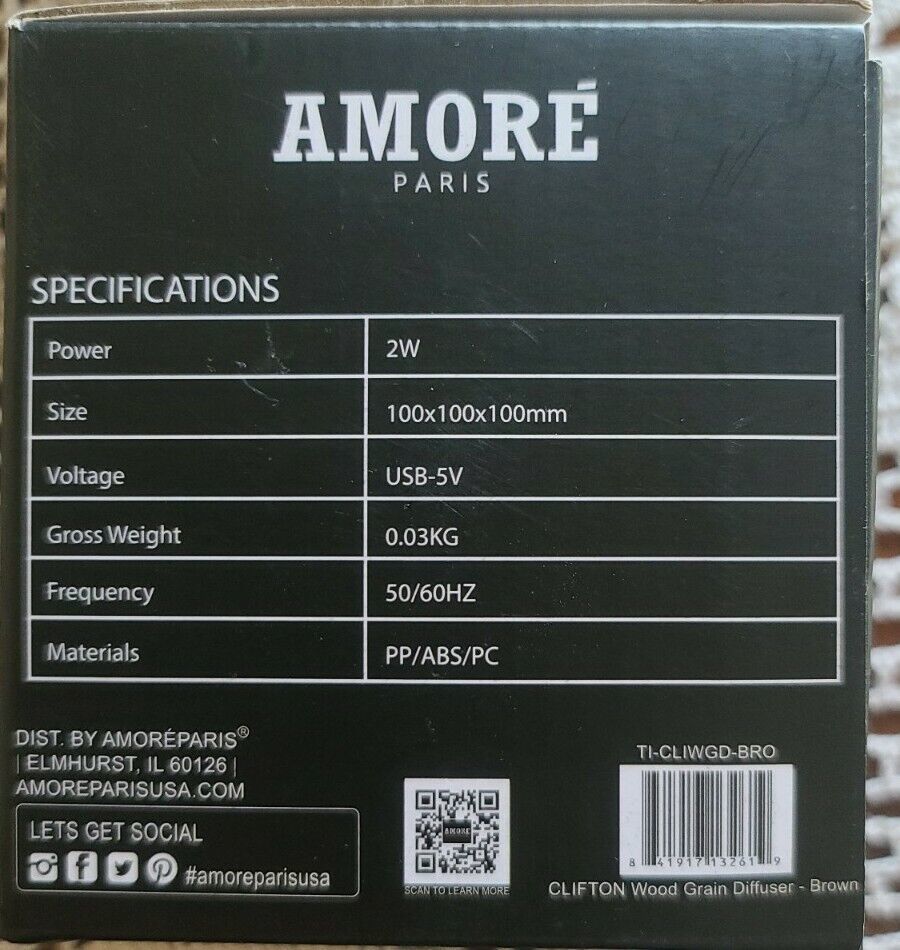 AMORÉ
PARIS
SPECIFICATIONS
Power 2W
Size 100x100x100mm
Voltage USB-5V
Gross Weight 0.03KG
Frequency 50/60HZ
Materials PP/ABS/PC
DIST. BY AMORÉPARIS®
| ELMHURST, IL 60126 |
AMOREPARISUSA.COM
LETS GET SOCIAL
#amoreparisusa
AMORÉ
SCAN TO LEARN MORE
TI-CLIWGD-BRO
8 41917 13261 9
CLIFTON Wood Grain Diffuser - Brown